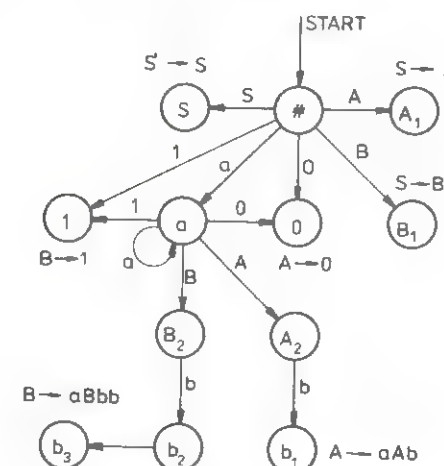 START
S' → S
S → 
S
S
#
A
A₁
1
a
0
B
S → B
1
1
a
0
0
B₁
B → 1
a
A → 0
B
A
B₂
A₂
b
b
B → aBbb
b₃
b₂
b₁
A → aAb